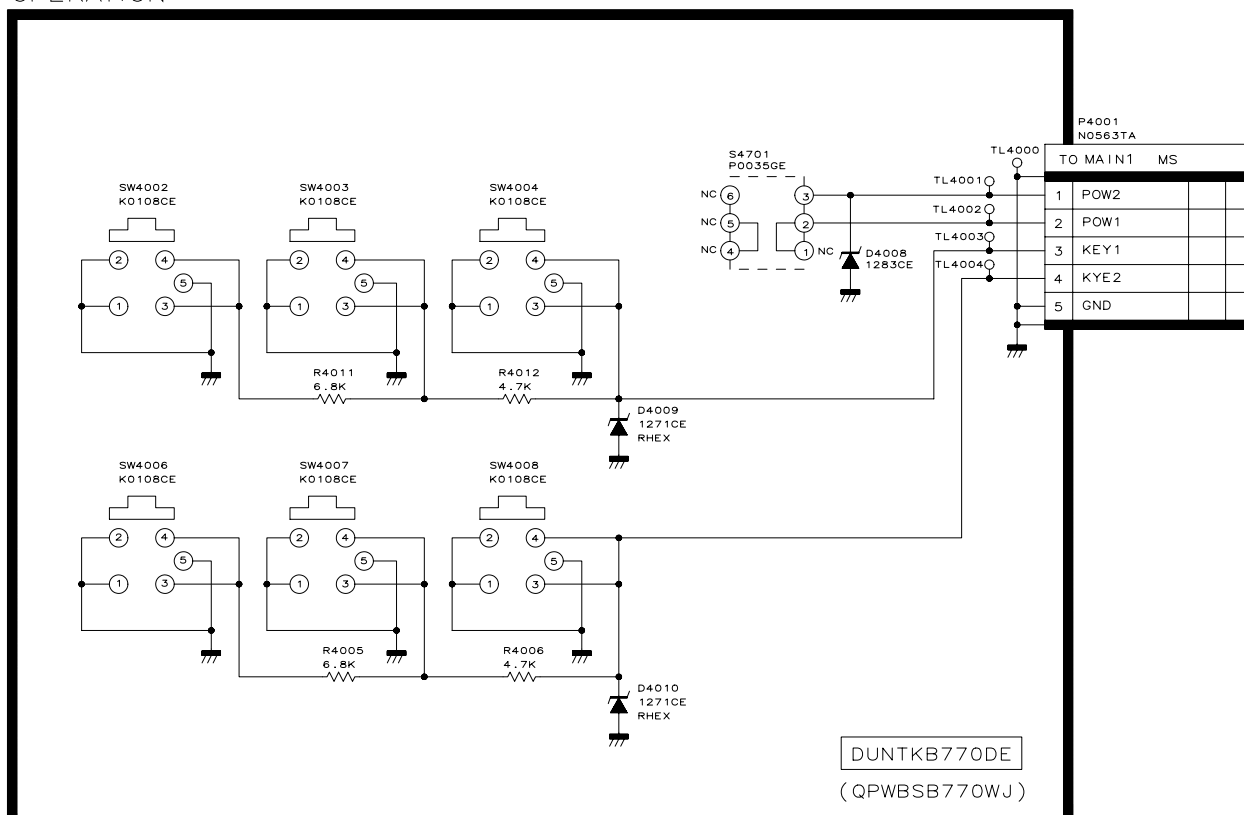 OPERATION
P4001
N0563TA
TO MAIN1 MS
TL4000
1 POW2
2 POW1
3 KEY1
4 KYE2
5 GND
TL4001
TL4002
TL4003
TL4004
S4701
P0035GE
NC 6 3
NC 5 2
NC 4 1 NC
D4008
1283CE
SW4002
K0108CE
2 4
5
1 3
SW4003
K0108CE
2 4
5
1 3
SW4004
K0108CE
2 4
5
1 3
R4011
6.8K
R4012
4.7K
D4009
1271CE
RHEX
SW4006
K0108CE
2 4
5
1 3
SW4007
K0108CE
2 4
5
1 3
SW4008
K0108CE
2 4
5
1 3
R4005
6.8K
R4006
4.7K
D4010
1271CE
RHEX
DUNTKB770DE
(QPWBSB770WJ)